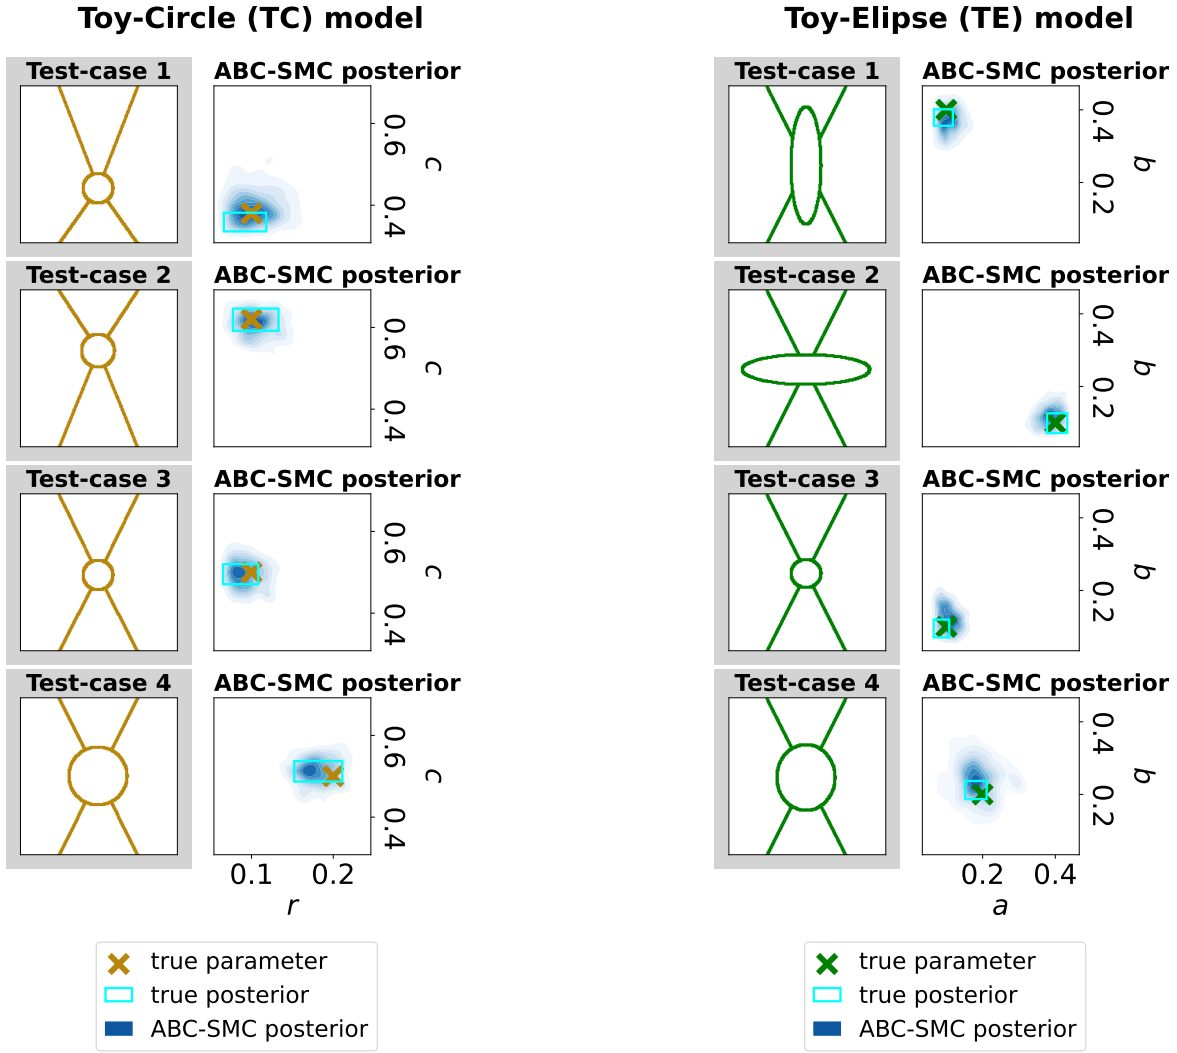 Toy-Circle (TC) model
Test-case 1
ABC-SMC posterior
0.6
0.4
c
Test-case 2
ABC-SMC posterior
0.6
0.4
c
Test-case 3
ABC-SMC posterior
0.6
0.4
c
Test-case 4
ABC-SMC posterior
0.6
0.4
c
0.1 0.2
r
true parameter
true posterior
ABC-SMC posterior
Toy-Elipse (TE) model
Test-case 1
ABC-SMC posterior
0.4
0.2
b
Test-case 2
ABC-SMC posterior
0.4
0.2
b
Test-case 3
ABC-SMC posterior
0.4
0.2
b
Test-case 4
ABC-SMC posterior
0.4
0.2
b
0.2 0.4
a
true parameter
true posterior
ABC-SMC posterior